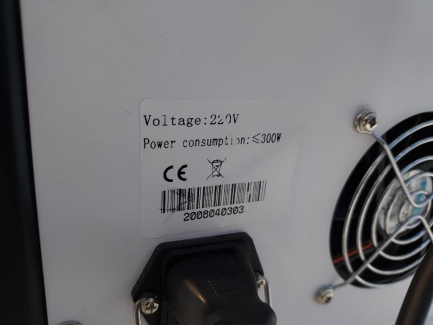 Voltage:220V
Power consumption:≤300W
CE
2008040303